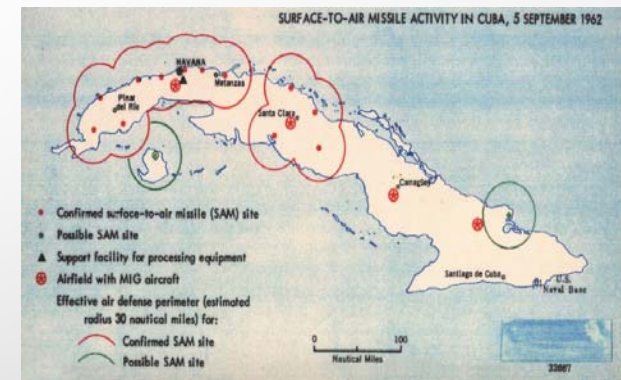 SURFACE-TO-AIR MISSILE ACTIVITY IN CUBA, 5 SEPTEMBER 1962
HAVANA
Matanzas
Pinar
del Rio
Santa Clara
Camaguey
Santiago de Cuba
U.S.
Naval Base
Confirmed surface-to-air missile (SAM) site
Possible SAM site
Support facility for processing equipment
Airfield with MIG aircraft
Effective air defense perimeter (estimated
radius 30 nautical miles) for:
Confirmed SAM site
Possible SAM site
0 100
Nautical Miles
32887